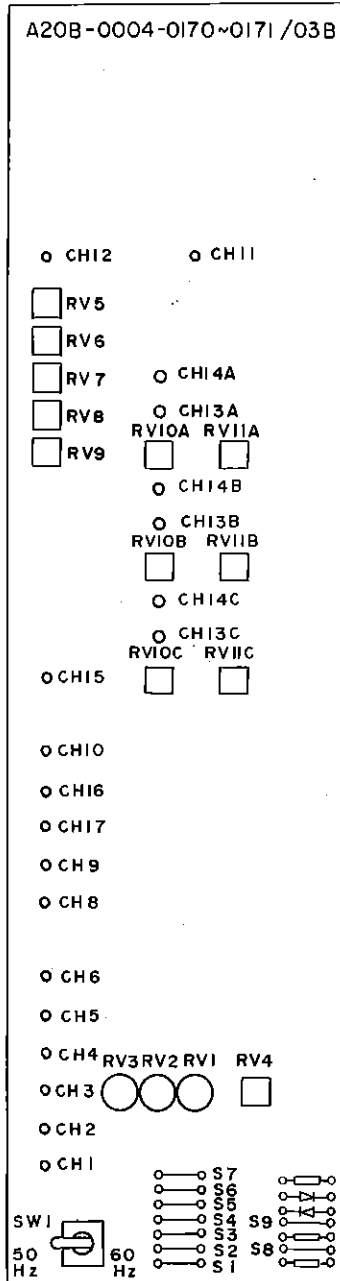 A20B-0004-0170~0171/03B
CH12 CH11
RV5
RV6
RV7 CH14A
RV8 CH13A
RV10A RV11A
RV9
CH14B
CH13B
RV10B RV11B
CH14C
CH13C
RV10C RV11C
CH15
CH10
CH16
CH17
CH9
CH8
CH6
CH5
CH4 RV3 RV2 RV1 RV4
CH3
CH2
CH1
S7
S6
S5
SW1 S4 S9
S3
50 60 S2 S8
Hz Hz S1